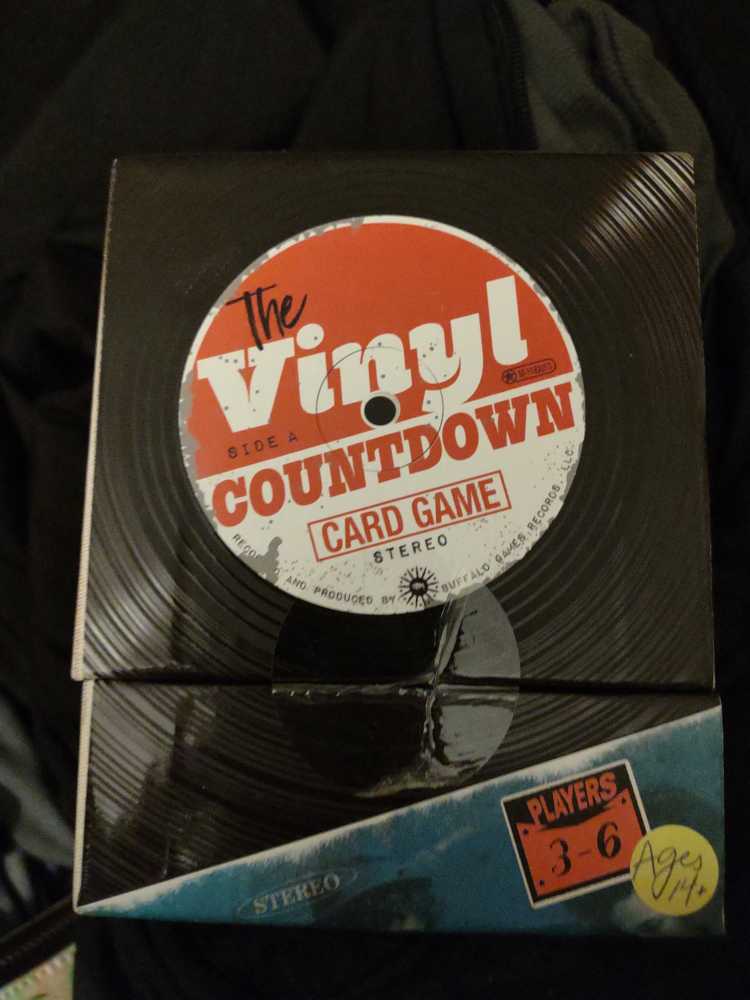 The
Vinyl
SIDE A
COUNTDOWN
CARD GAME
STEREO
AND PRODUCED BY BUFFALO GAMES RECORDS, LLC.
PLAYERS
3-6
Ages
14+
STEREO